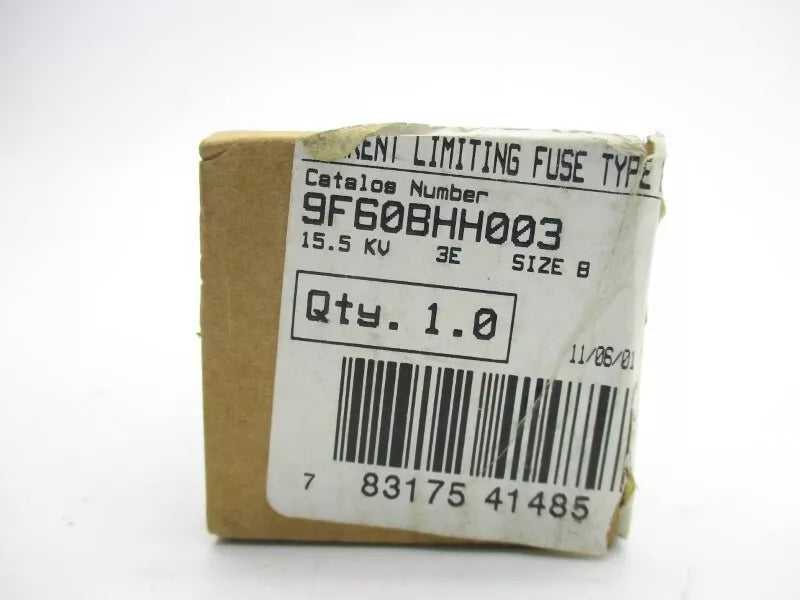 LIMITING FUSE TYPE
Catalog Number
9F60BHH003
15.5 KV 3E SIZE B
Qty. 1.0
11/06/01
7 83175 41485